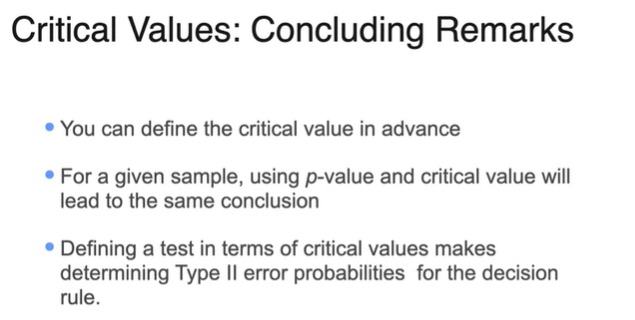 Critical Values: Concluding Remarks
You can define the critical value in advance
For a given sample, using p-value and critical value will
lead to the same conclusion
Defining a test in terms of critical values makes
determining Type II error probabilities  for the decision
rule.